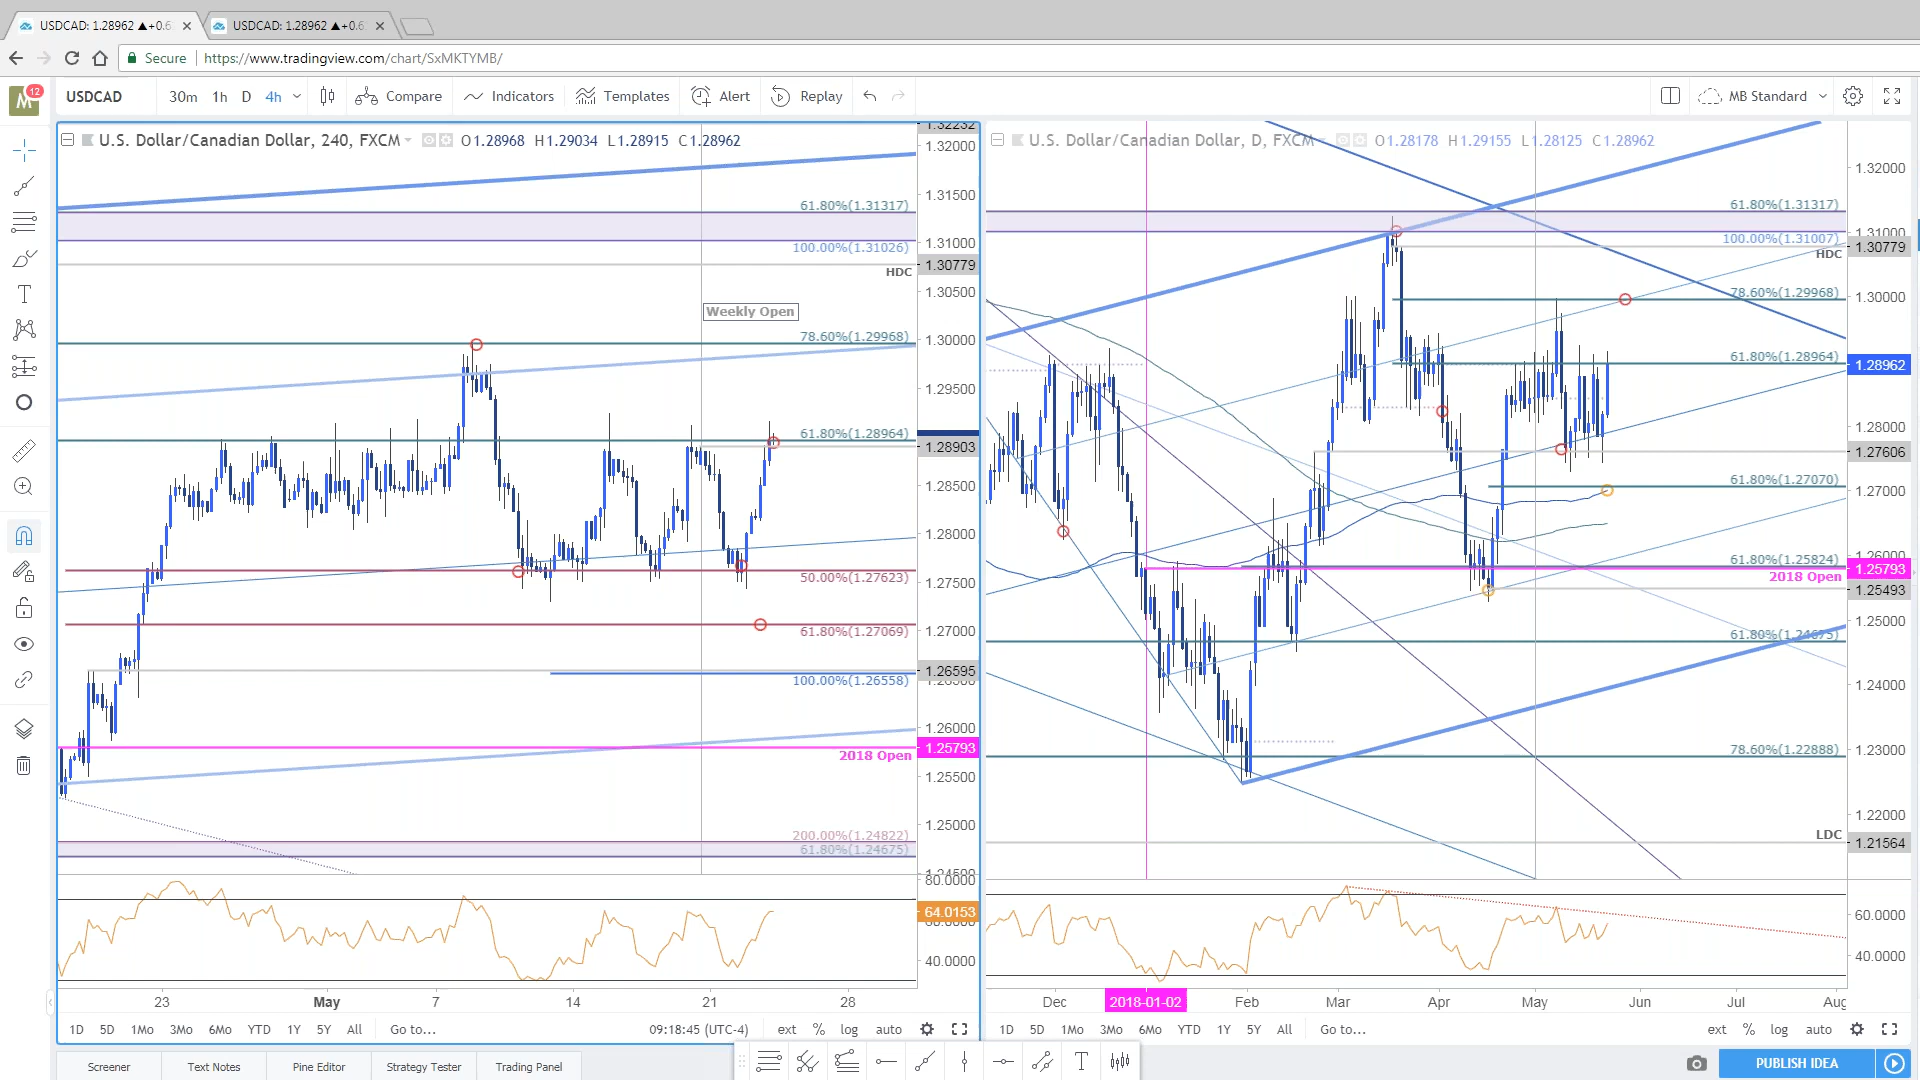 USDCAD: 1.28962 ▲+0.6
USDCAD: 1.28962 ▲+0.6
Secure
https://www.tradingview.com/chart/SxMKTYMB/
M
12
USDCAD
30m
1h
D
4h
Compare
Indicators
Templates
Alert
Replay
MB Standard
U.S. Dollar/Canadian Dollar, 240, FXCM
O1.28968 H1.29034 L1.28915 C1.28962
61.80%(1.31317)
100.00%(1.31026)
HDC
Weekly Open
78.60%(1.29968)
61.80%(1.28964)
50.00%(1.27623)
61.80%(1.27069)
100.00%(1.26558)
2018 Open
200.00%(1.24822)
61.80%(1.24675)
1.32232
1.32000
1.31500
1.31000
1.30779
1.30500
1.30000
1.29500
1.28903
1.28500
1.28000
1.27500
1.27000
1.26595
1.26000
1.25793
1.25500
1.25000
1.24500
80.0000
64.0153
60.0000
40.0000
23
May
7
14
21
28
1D
5D
1Mo
3Mo
6Mo
YTD
1Y
5Y
All
Go to...
09:18:45 (UTC-4)
ext
%
log
auto
U.S. Dollar/Canadian Dollar, D, FXCM
O1.28178 H1.29155 L1.28125 C1.28962
61.80%(1.31317)
100.00%(1.31007)
HDC
78.60%(1.29968)
61.80%(1.28964)
61.80%(1.27070)
61.80%(1.25824)
2018 Open
61.80%(1.24675)
78.60%(1.22888)
LDC
1.32000
1.31000
1.30779
1.30000
1.28962
1.28000
1.27606
1.27000
1.26000
1.25793
1.25493
1.25000
1.24000
1.23000
1.22000
1.21564
60.0000
40.0000
Dec
2018-01-02
Feb
Mar
Apr
May
Jun
Jul
Aug
1D
5D
1Mo
3Mo
6Mo
YTD
1Y
5Y
All
Go to...
ext
%
log
auto
Screener
Text Notes
Pine Editor
Strategy Tester
Trading Panel
PUBLISH IDEA